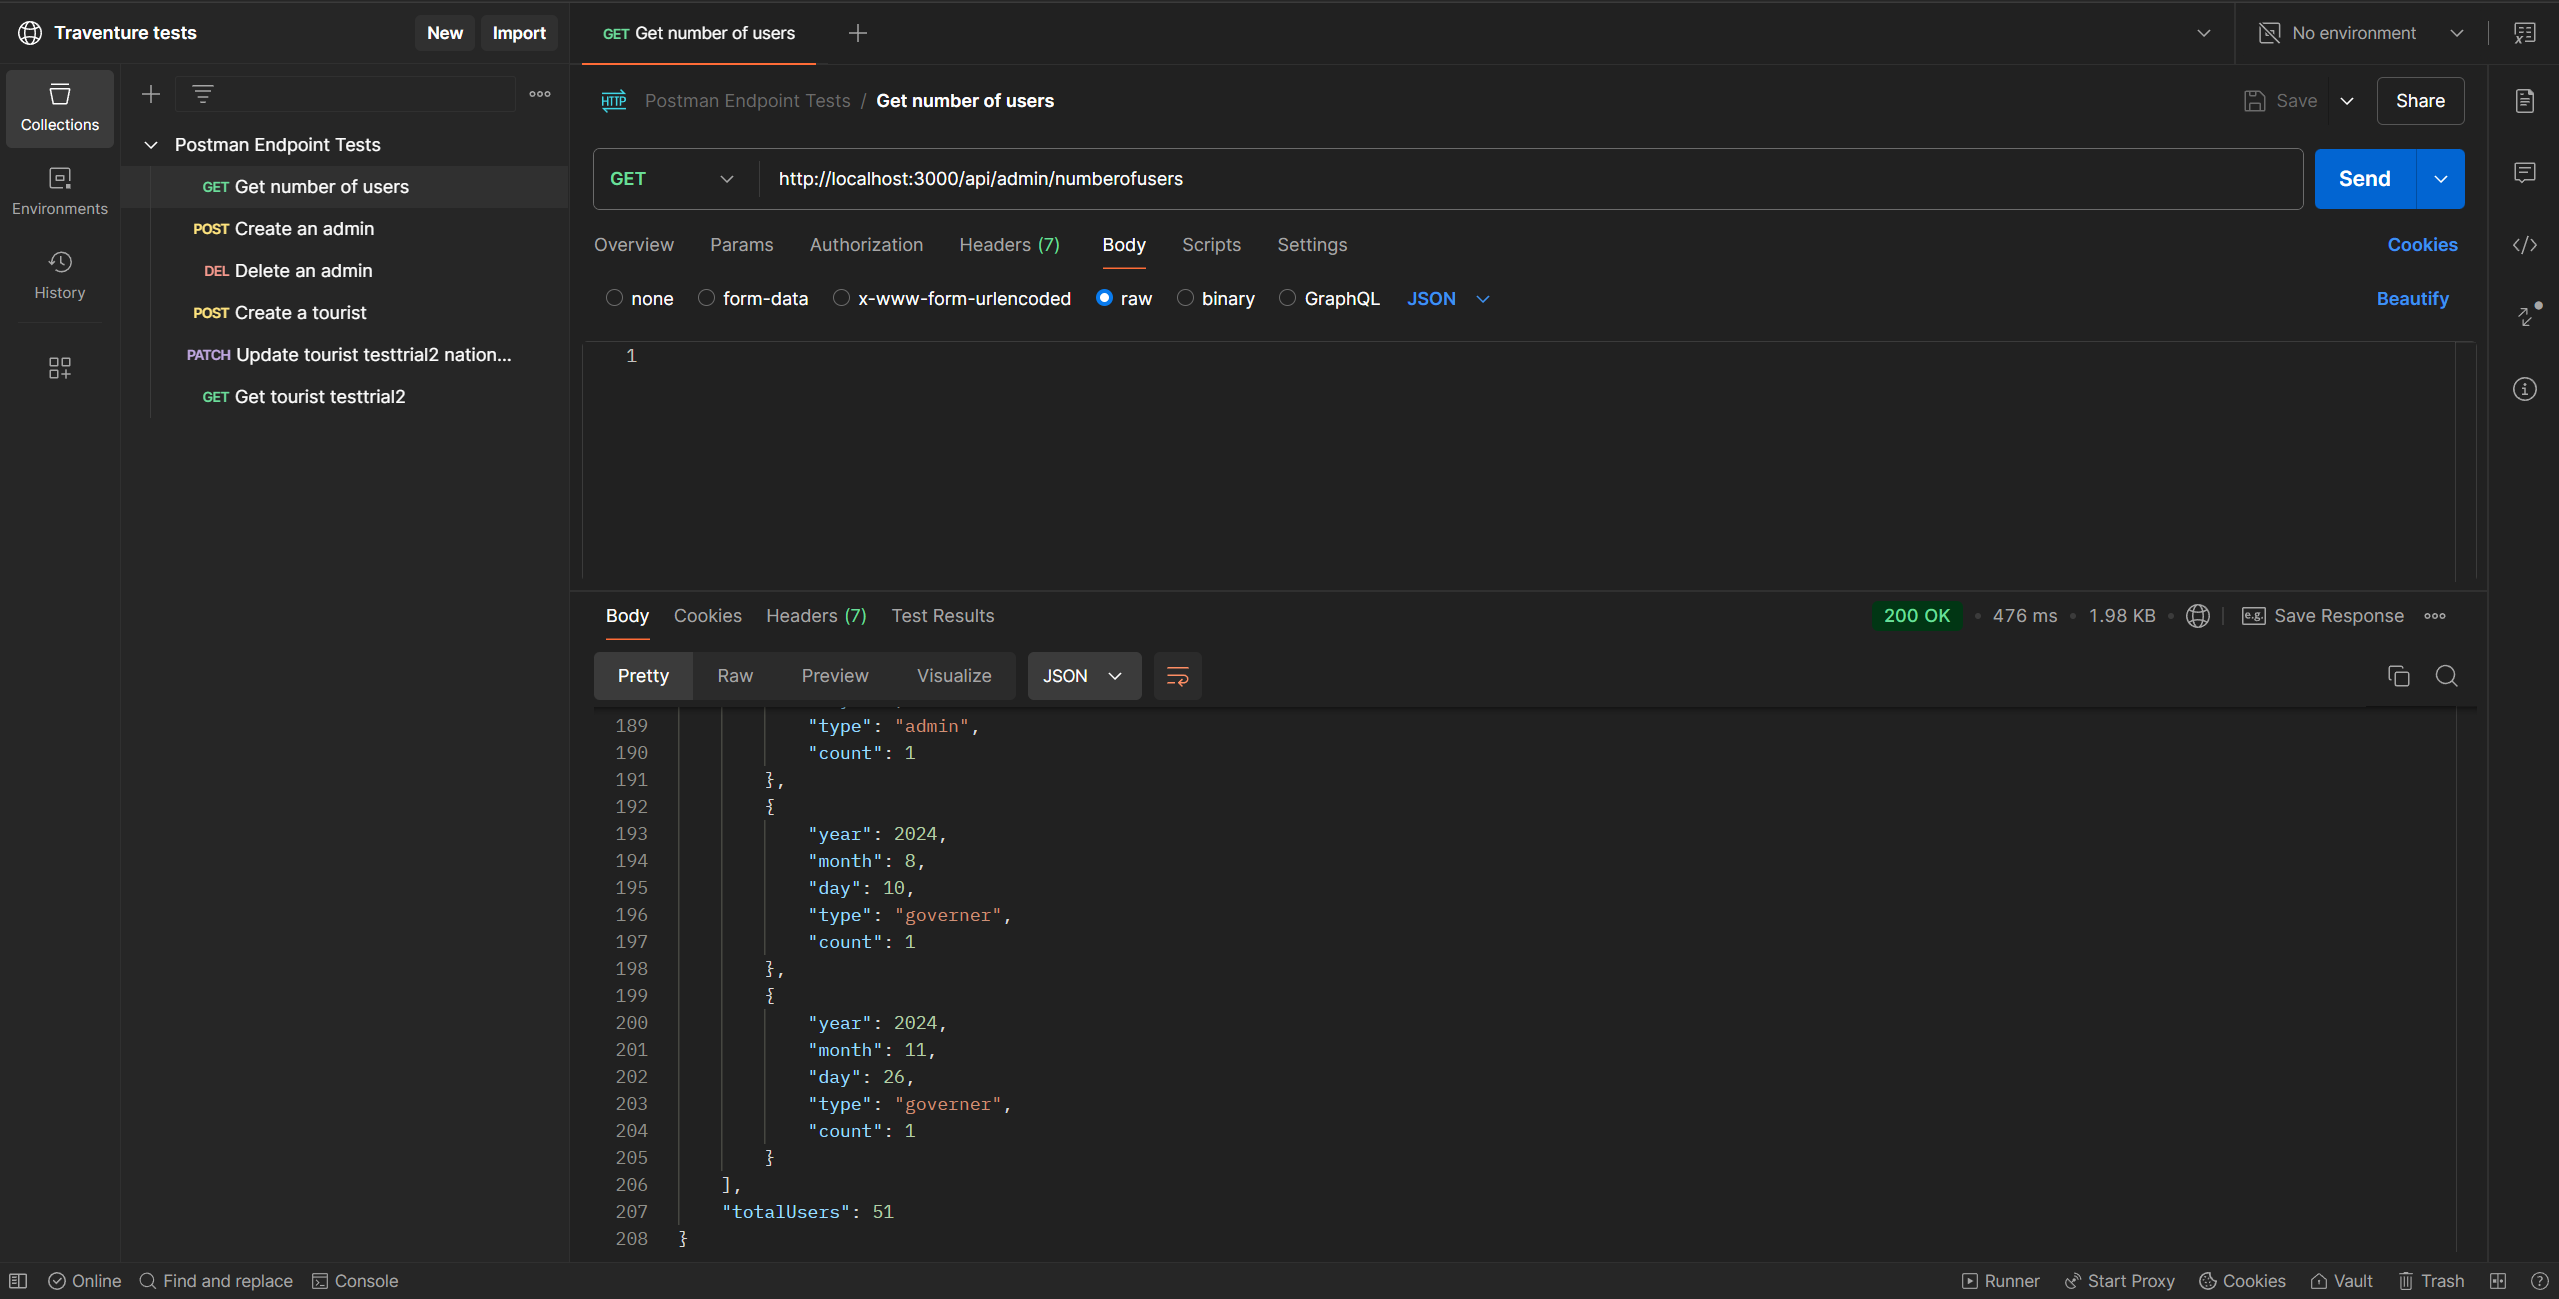 Traventure tests
New
Import
GET Get number of users
No environment
Collections
Environments
History
Postman Endpoint Tests
GET Get number of users
POST Create an admin
DEL Delete an admin
POST Create a tourist
PATCH Update tourist testtrial2 nation...
GET Get tourist testtrial2
HTTP Postman Endpoint Tests / Get number of users
Save
Share
GET http://localhost:3000/api/admin/numberofusers
Send
Overview Params Authorization Headers (7) Body Scripts Settings
Cookies
none form-data x-www-form-urlencoded raw binary GraphQL JSON
Beautify
1
Body Cookies Headers (7) Test Results
200 OK • 476 ms • 1.98 KB •
e.g. Save Response
Pretty Raw Preview Visualize JSON
189 "type": "admin",
190 "count": 1
191 },
192 {
193 "year": 2024,
194 "month": 8,
195 "day": 10,
196 "type": "governer",
197 "count": 1
198 },
199 {
200 "year": 2024,
201 "month": 11,
202 "day": 26,
203 "type": "governer",
204 "count": 1
205 }
206 ],
207 "totalUsers": 51
208 }
Online Find and replace Console
Runner Start Proxy Cookies Vault Trash